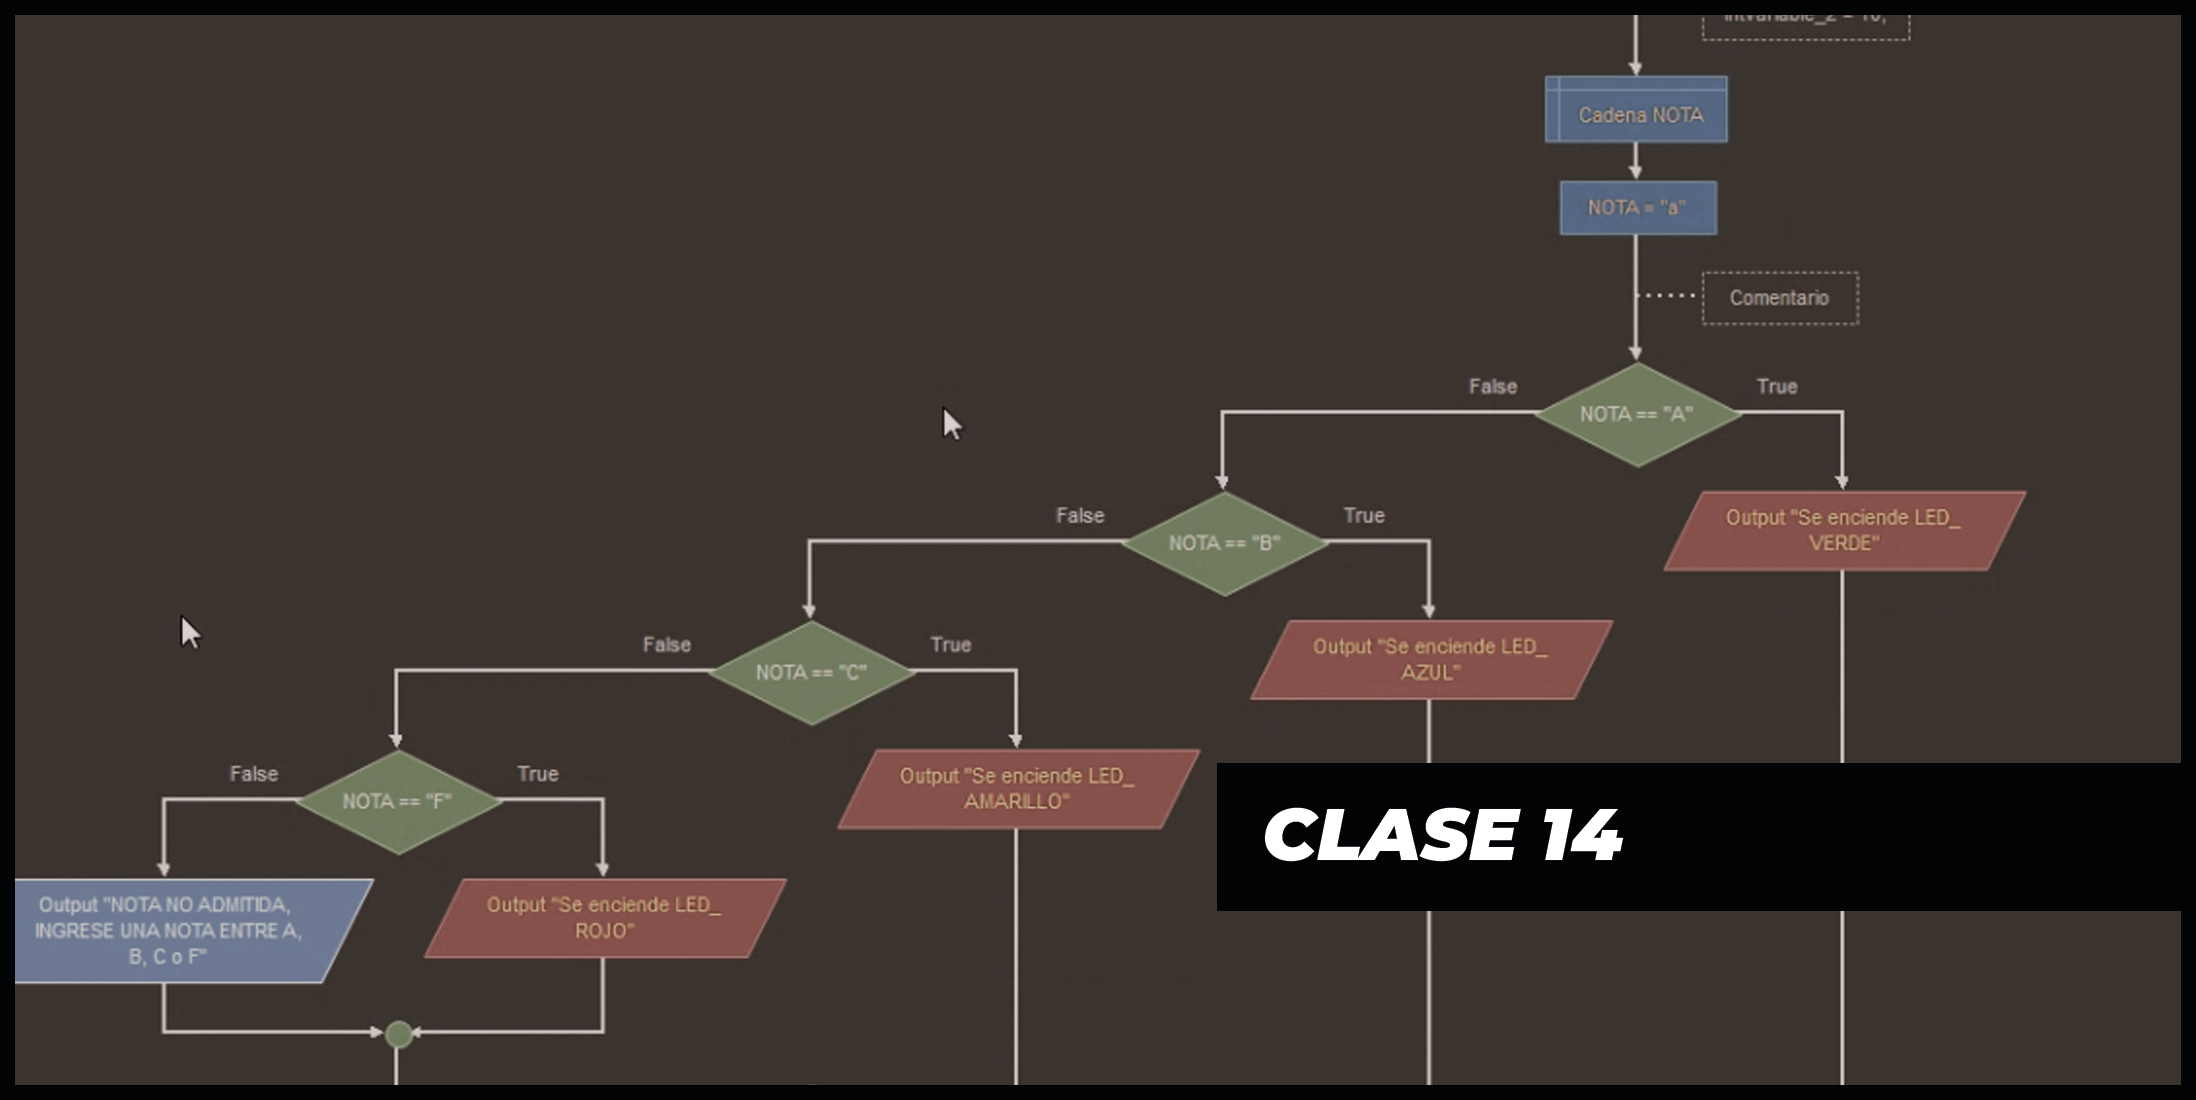 Cadena NOTA
NOTA = "a"
Comentario
False
True
NOTA == "A"
Output "Se enciende LED_
VERDE"
False
True
NOTA == "B"
Output "Se enciende LED_
AZUL"
False
True
NOTA == "C"
Output "Se enciende LED_
AMARILLO"
False
True
NOTA == "F"
Output "NOTA NO ADMITIDA,
INGRESE UNA NOTA ENTRE A,
B, C o F"
Output "Se enciende LED_
ROJO"
CLASE 14